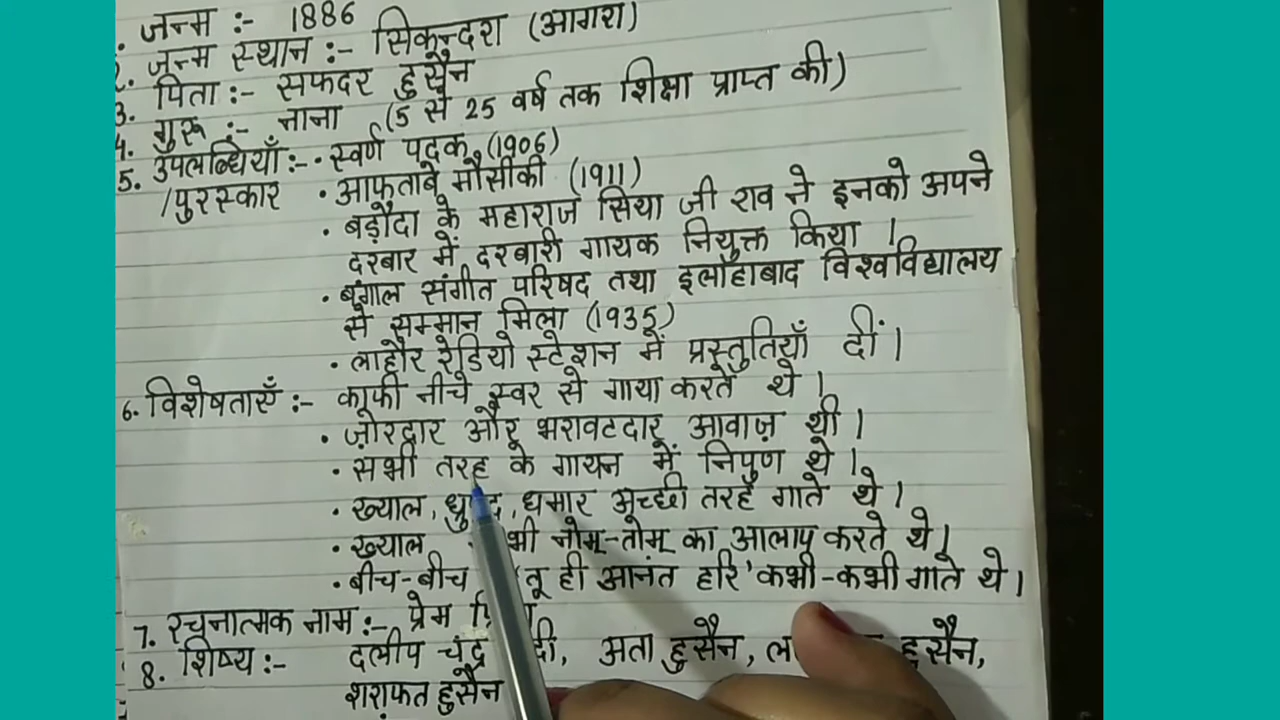 1. जन्म :- 1886
2. जन्म स्थान :- सिकन्दरा (आगरा)
3. पिता :- सफदर हुसैन
4. गुरू :- नाना (5 से 25 वर्ष तक शिक्षा प्राप्त की)
5. उपलब्धियाँ :- • स्वर्ण पदक (1906)
/पुरस्कार • आफ़ताबे मौसीकी (1911)
• बड़ौदा के महाराज सिया जी राव ने इनको अपने
दरबार में दरबारी गायक नियुक्त किया ।
• बंगाल संगीत परिषद तथा इलाहाबाद विश्वविद्यालय
से सम्मान मिला (1935)
• लाहौर रेडियो स्टेशन में प्रस्तुतियाँ दीं ।
6. विशेषताएँ :- काफी नीचे स्वर से गाया करते थे ।
• ज़ोरदार और भरावटदार आवाज़ थी ।
• सभी तरह के गायन में निपुण थे ।
• ख्याल, धमार अच्छी तरह गाते थे ।
• ख्याल भी नोम्-तोम् का आलाप करते थे ।
• बीच-बीच 'तू ही आनंत हरि' कभी-कभी गाते थे ।
7. रचनात्मक नाम :- प्रेम
8. शिष्य :- दलीप चंद्र अता हुसैन, हुसैन,
शराफत हुसैन